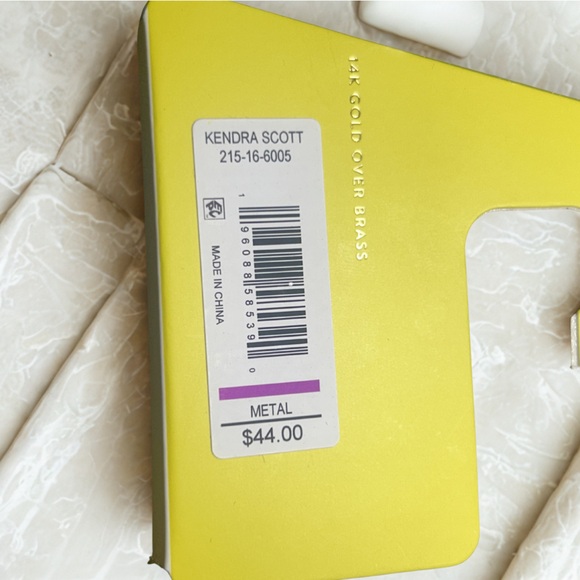 KENDRA SCOTT
215-16-6005
1 96088 58539 0
MADE IN CHINA
METAL
$44.00
14K GOLD OVER BRASS